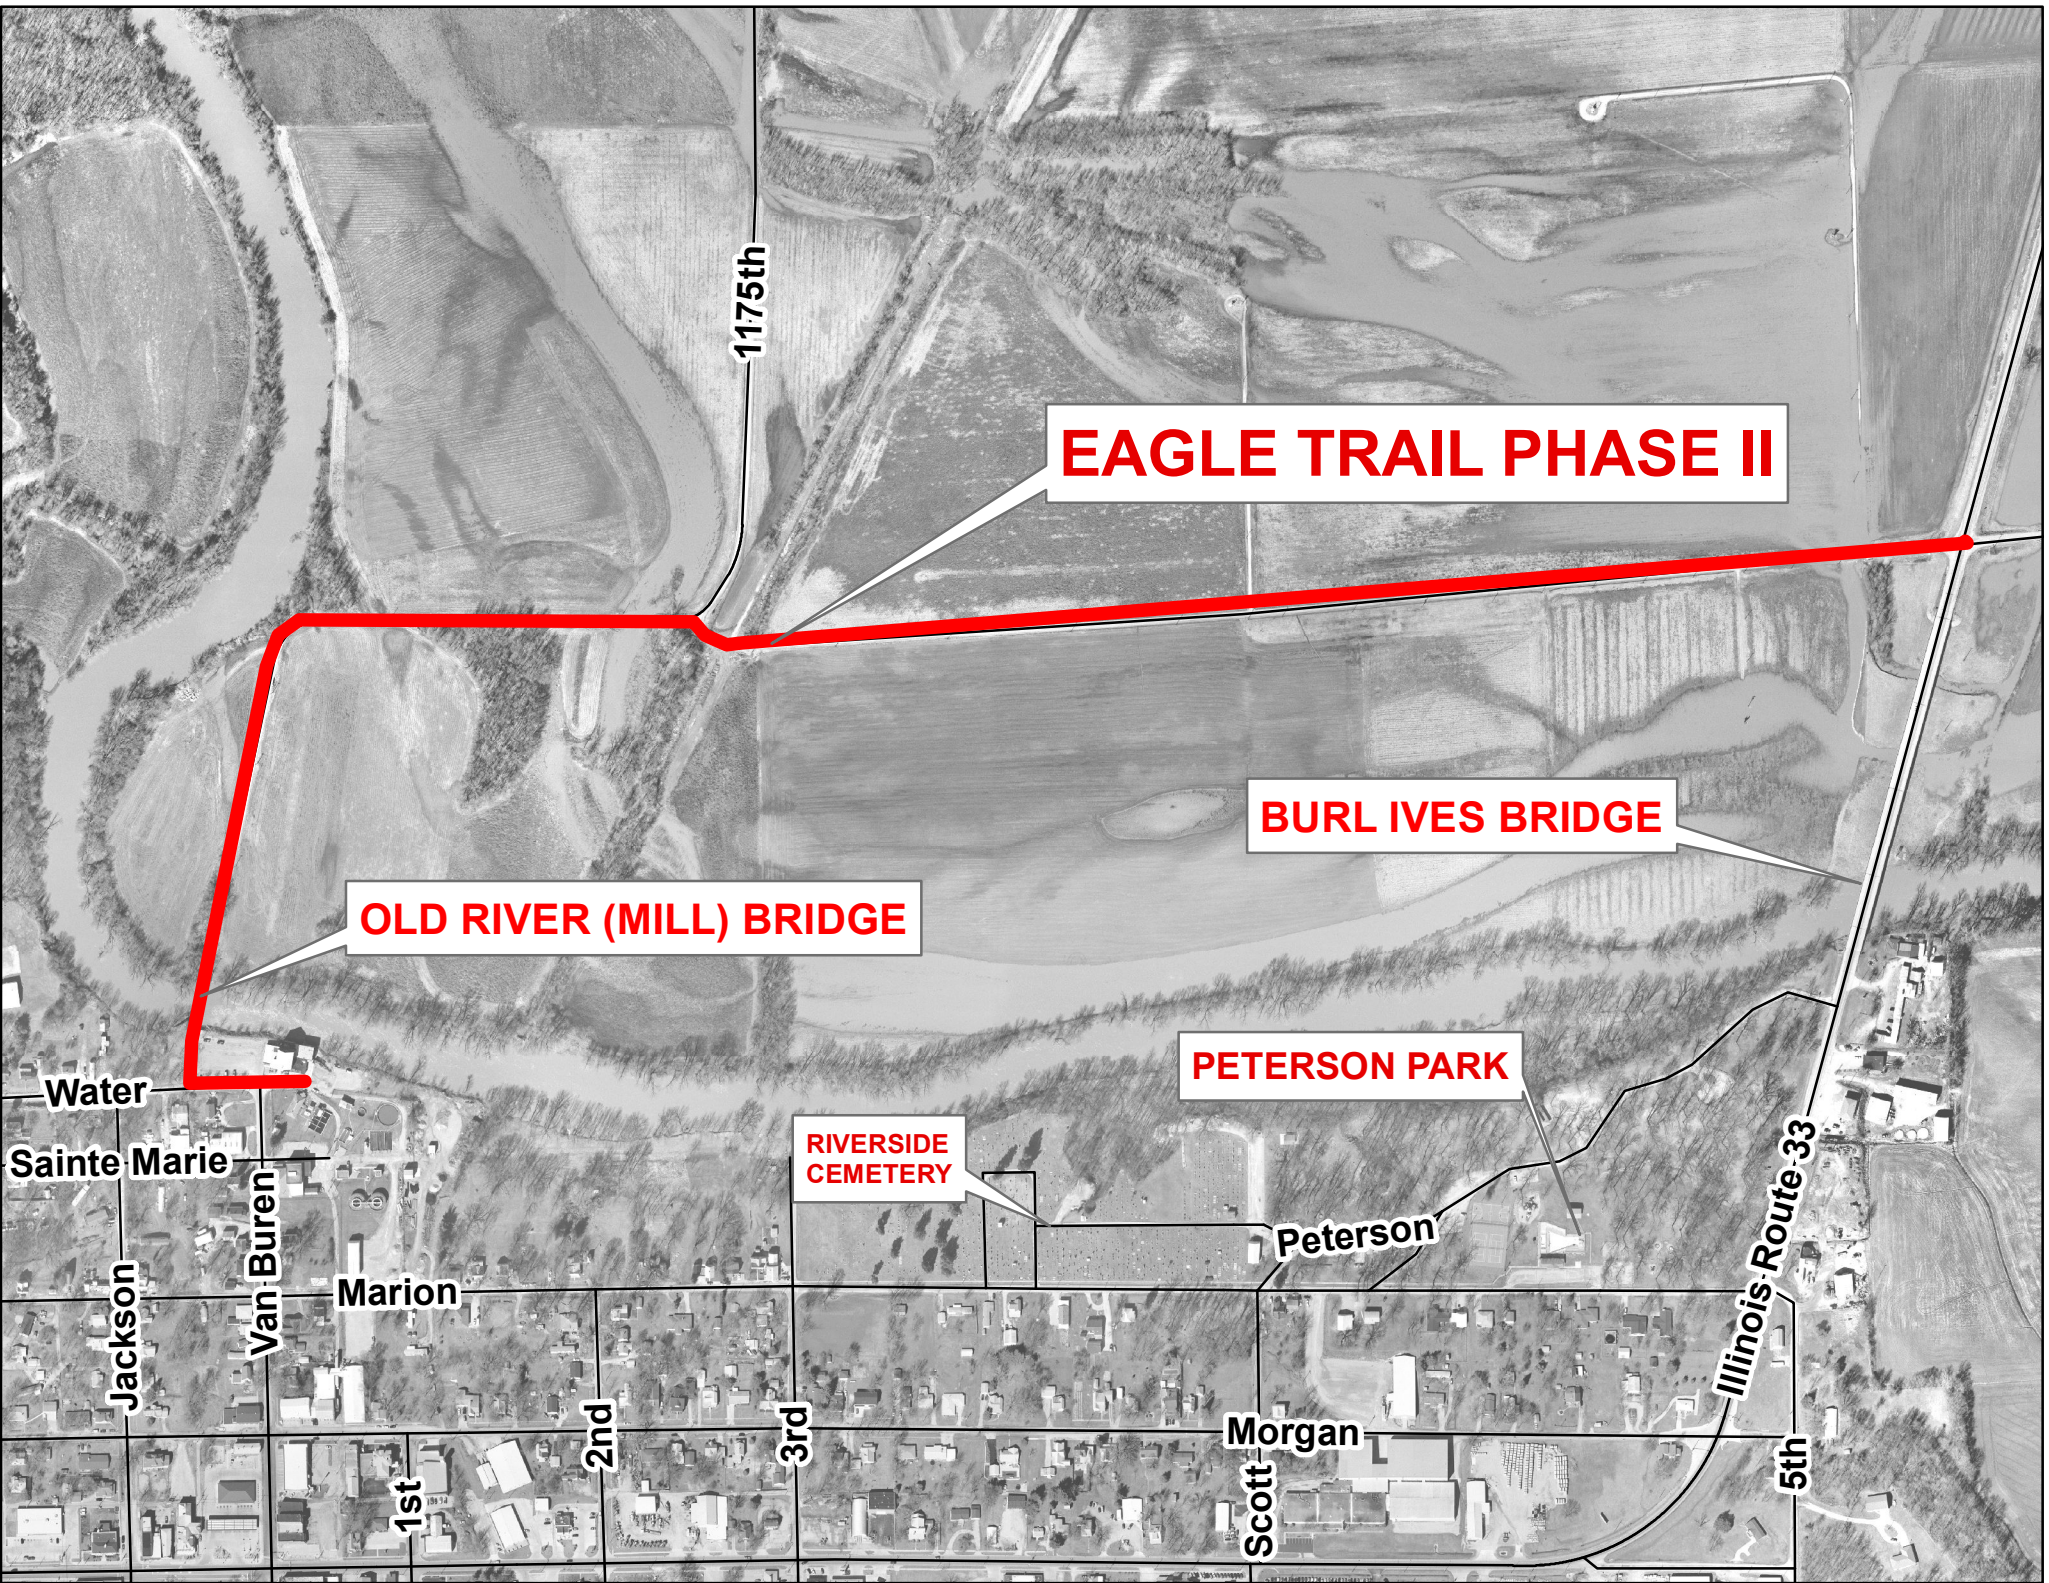 1175th
EAGLE TRAIL PHASE II
BURL IVES BRIDGE
OLD RIVER (MILL) BRIDGE
PETERSON PARK
Water
RIVERSIDE
CEMETERY
Sainte Marie
Van Buren
Peterson
Illinois Route 33
Jackson
Marion
Morgan
2nd
3rd
5th
1st
Scott